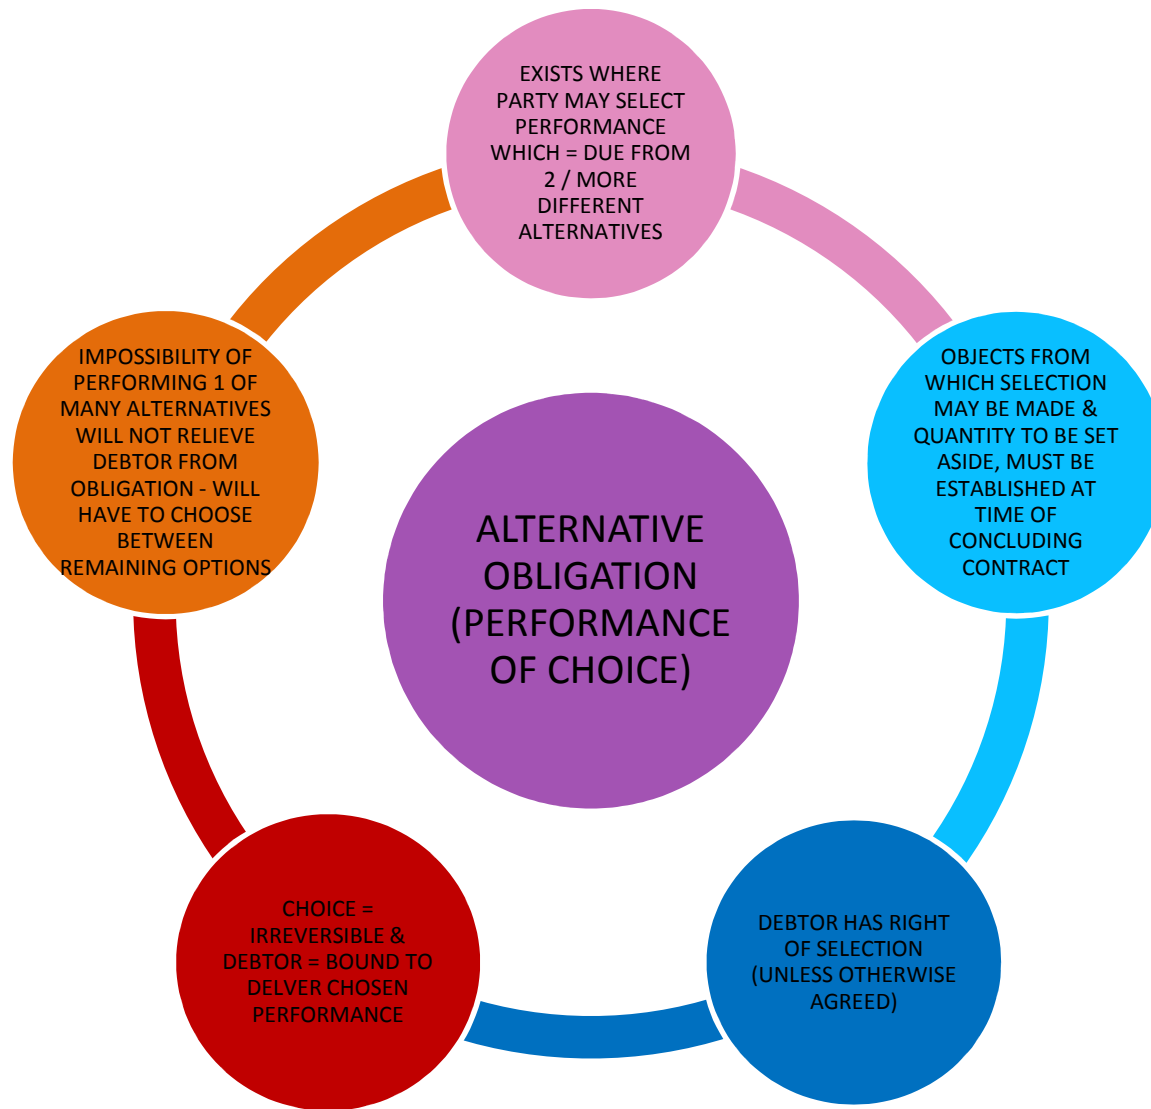 EXISTS WHERE
PARTY MAY SELECT
PERFORMANCE
WHICH = DUE FROM
2 / MORE
DIFFERENT
ALTERNATIVES
OBJECTS FROM
WHICH SELECTION
MAY BE MADE &
QUANTITY TO BE SET
ASIDE, MUST BE
ESTABLISHED AT
TIME OF
CONCLUDING
CONTRACT
DEBTOR HAS RIGHT
OF SELECTION
(UNLESS OTHERWISE
AGREED)
CHOICE =
IRREVERSIBLE &
DEBTOR = BOUND TO
DELVER CHOSEN
PERFORMANCE
IMPOSSIBILITY OF
PERFORMING 1 OF
MANY ALTERNATIVES
WILL NOT RELIEVE
DEBTOR FROM
OBLIGATION - WILL
HAVE TO CHOOSE
BETWEEN
REMAINING OPTIONS
ALTERNATIVE
OBLIGATION
(PERFORMANCE
OF CHOICE)